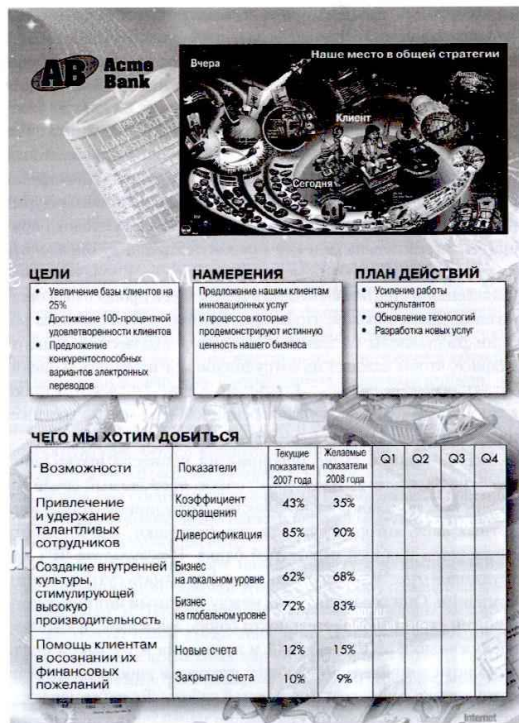 AB Acme
Bank
Наше место в общей стратегии
Вчера
Клиент
Сегодня
ЦЕЛИ
• Увеличение базы клиентов на
25%
• Достижение 100-процентной
удовлетворенности клиентов
• Предложение
конкурентоспособных
вариантов электронных
переводов
НАМЕРЕНИЯ
Предложение нашим клиентам
инновационных услуг
и процессов которые
продемонстрируют истинную
ценность нашего бизнеса
ПЛАН ДЕЙСТВИЙ
• Усиление работы
консультантов
• Обновление технологий
• Разработка новых услуг
ЧЕГО МЫ ХОТИМ ДОБИТЬСЯ
Возможности
Показатели
Текущие
показатели
2007 года
Желаемые
показатели
2008 года
Q1 Q2 Q3 Q4
Привлечение
и удержание
талантливых
сотрудников
Коэффициент
сокращения
43% 35%
Диверсификация
85% 90%
Создание внутренней
культуры,
стимулирующей
высокую
производительность
Бизнес
на локальном уровне
62% 68%
Бизнес
на глобальном уровне
72% 83%
Помощь клиентам
в осознании их
финансовых
пожеланий
Новые счета
12% 15%
Закрытые счета
10% 9%
Internet